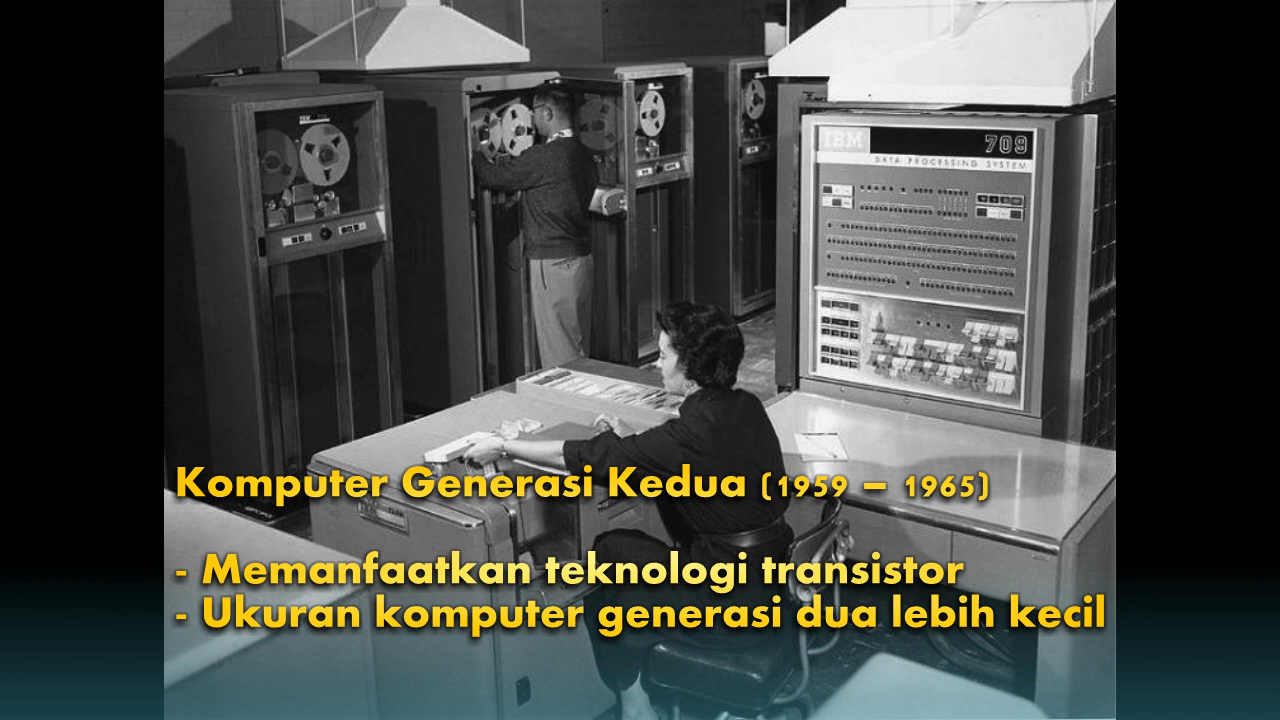 IBM
709
DATA PROCESSING SYSTEM
Komputer Generasi Kedua (1959 – 1965)
- Memanfaatkan teknologi transistor
- Ukuran komputer generasi dua lebih kecil